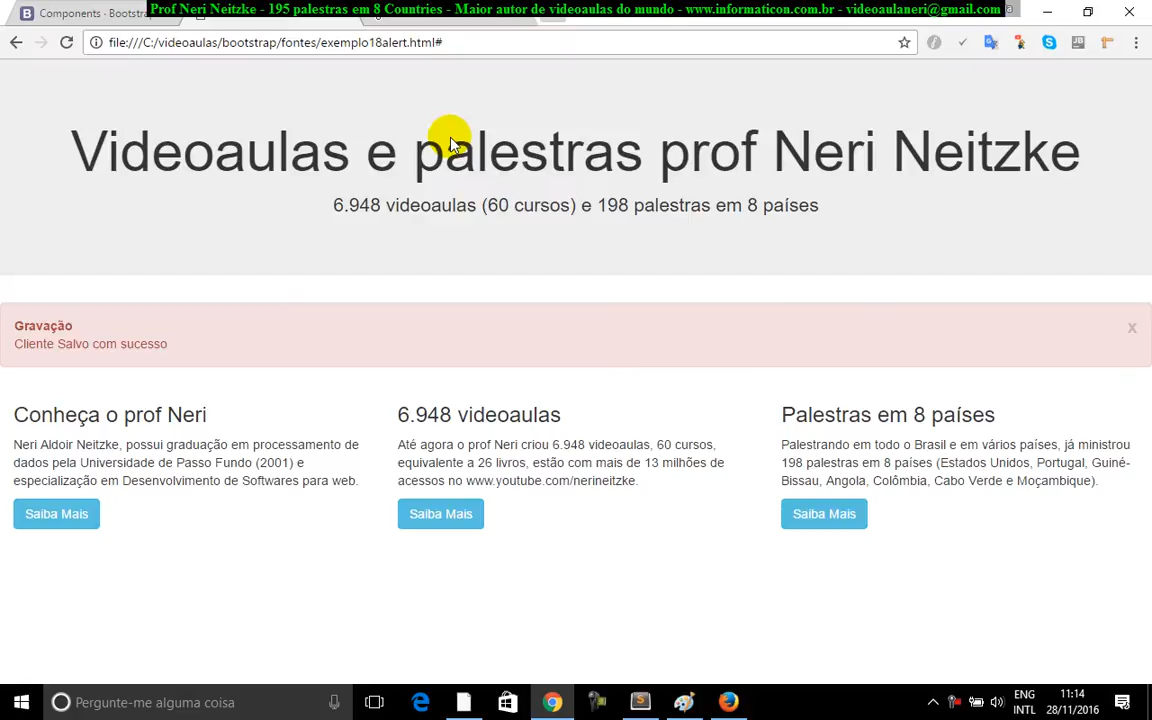 Components - Bootstra
Prof Neri Neitzke - 195 palestras em 8 Countries - Maior autor de videoaulas do mundo - www.informaticon.com.br - videoaulaneri@gmail.com
file:///C:/videoaulas/bootstrap/fontes/exemplo18alert.html#
Videoaulas e palestras prof Neri Neitzke
6.948 videoaulas (60 cursos) e 198 palestras em 8 países
Gravação
x
Cliente Salvo com sucesso
Conheça o prof Neri
Neri Aldoir Neitzke, possui graduação em processamento de
dados pela Universidade de Passo Fundo (2001) e
especialização em Desenvolvimento de Softwares para web.
Saiba Mais
6.948 videoaulas
Até agora o prof Neri criou 6.948 videoaulas, 60 cursos,
equivalente a 26 livros, estão com mais de 13 milhões de
acessos no www.youtube.com/nerineitzke.
Saiba Mais
Palestras em 8 países
Palestrando em todo o Brasil e em vários países, já ministrou
198 palestras em 8 países (Estados Unidos, Portugal, Guiné-
Bissau, Angola, Colômbia, Cabo Verde e Moçambique).
Saiba Mais
Pergunte-me alguma coisa
ENG
INTL
11:14
28/11/2016